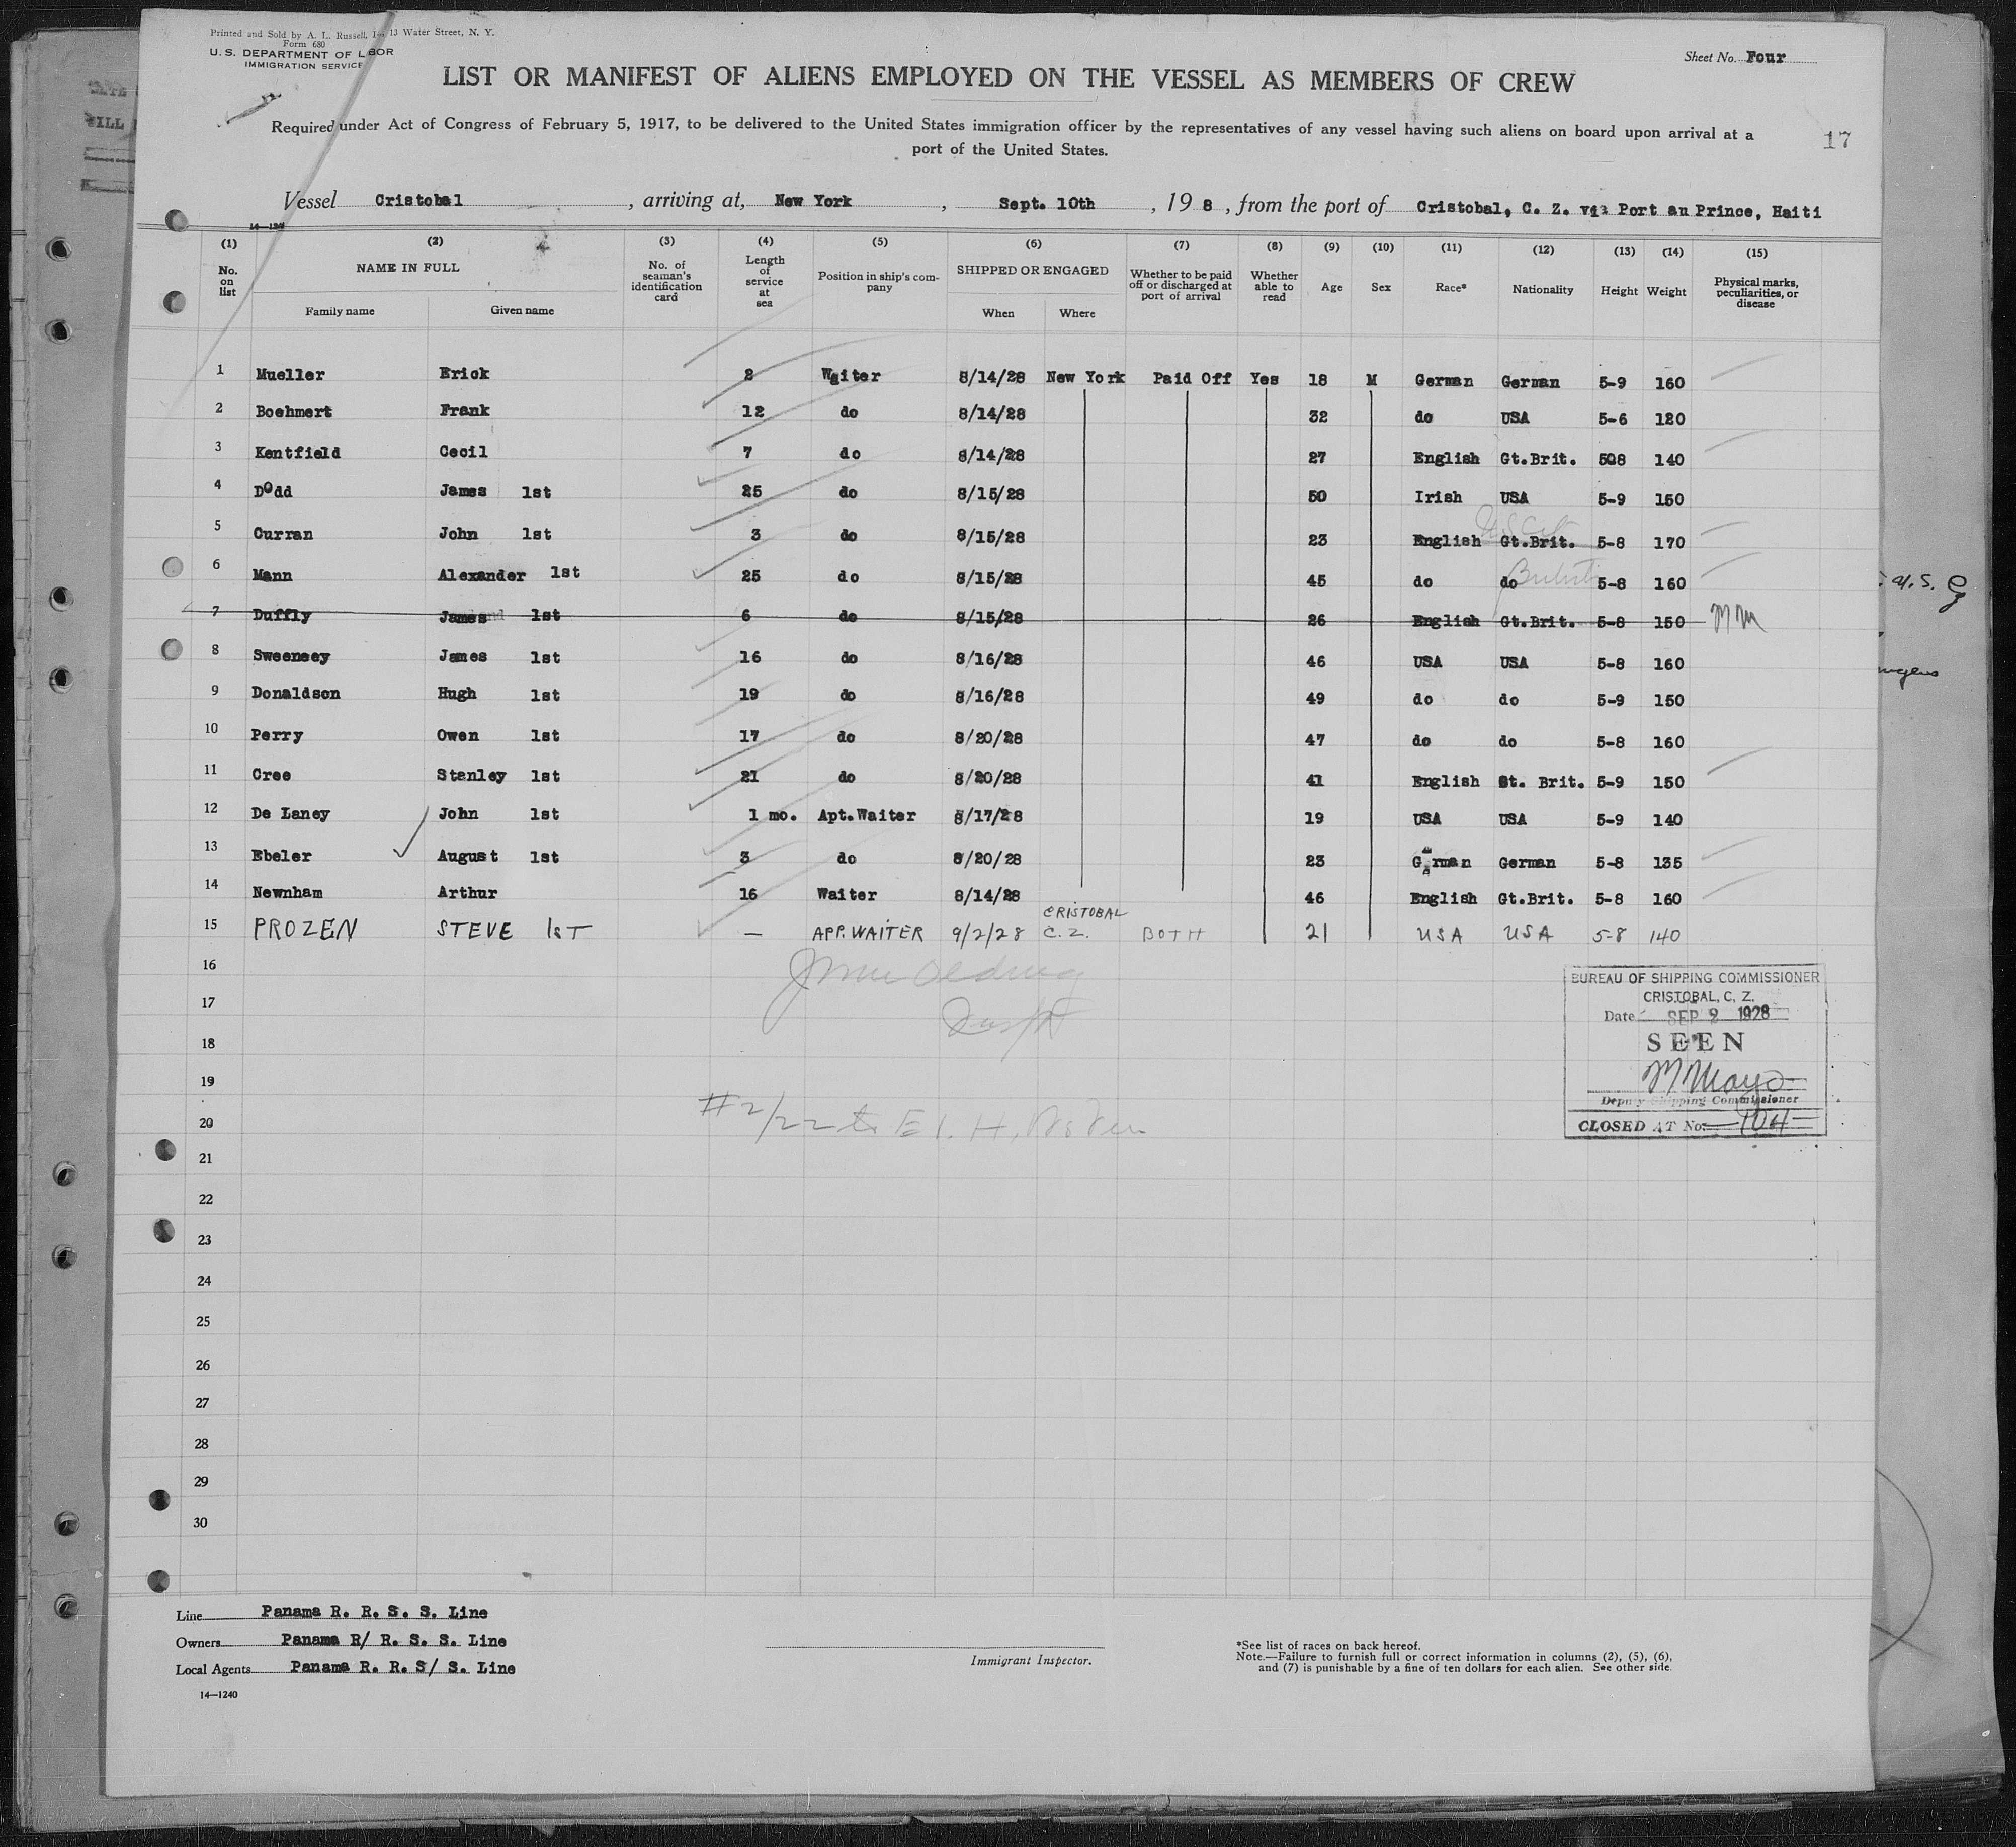 Printed and Sold by A. L. Russell, 13 Water Street, N. Y.
Form 680
U. S. DEPARTMENT OF LABOR
IMMIGRATION SERVICE
Sheet No. Four
LIST OR MANIFEST OF ALIENS EMPLOYED ON THE VESSEL AS MEMBERS OF CREW
Required under Act of Congress of February 5, 1917, to be delivered to the United States immigration officer by the representatives of any vessel having such aliens on board upon arrival at a
port of the United States.
17
Vessel Cristobal, arriving at, New York, Sept. 10th, 19 8, from the port of Cristobal, C. Z. via Port au Prince, Haiti
(1) (2) (3) (4) (5) (6) (7) (8) (9) (10) (11) (12) (13) (14) (15)
No. on list NAME IN FULL Family name Given name No. of seaman's identification card Length of service at sea Position in ship's company SHIPPED OR ENGAGED When Where Whether to be paid off or discharged at port of arrival Whether able to read Age Sex Race* Nationality Height Weight Physical marks, peculiarities, or disease
1 Mueller Erick 2 Waiter 8/14/28 New York Paid Off Yes 18 M German German 5-9 160
2 Boehmert Frank 12 do 8/14/28 32 do USA 5-6 120
3 Kentfield Cecil 7 do 8/14/28 27 English Gt.Brit. 508 140
4 Dodd James 1st 25 do 8/15/28 50 Irish USA 5-9 150
5 Curran John 1st 3 do 8/15/28 23 English Gt.Brit. 5-8 170
6 Mann Alexander 1st 25 do 8/15/28 45 do do 5-8 160
7 Duffly James 1st 6 do 8/15/28 26 English Gt.Brit. 5-8 150 MM
8 Sweensey James 1st 16 do 8/16/28 46 USA USA 5-8 160
9 Donaldson Hugh 1st 19 do 8/16/28 49 do do 5-9 150
10 Perry Owen 1st 17 do 8/20/28 47 do do 5-8 160
11 Cree Stanley 1st 21 do 8/20/28 41 English Gt. Brit. 5-9 150
12 De Laney John 1st 1 mo. Apt.Waiter 8/17/28 19 USA USA 5-9 140
13 Ebeler August 1st 3 do 8/20/28 23 German German 5-8 135
14 Newnham Arthur 16 Waiter 8/14/28 46 English Gt.Brit. 5-8 160
15 PROZEN STEVE 1ST — APP. WAITER 9/2/28 CRISTOBAL C.Z. BOTH 21 USA USA 5-8 140
16
17
18
19
20
21
22
23
24
25
26
27
28
29
30
BUREAU OF SHIPPING COMMISSIONER
CRISTOBAL, C. Z.
Date SEP 2 1928
SEEN
M Mayo
Deputy Shipping Commissioner
CLOSED AT No. 104
Line Panama R. R. S. S. Line
Owners Panama R/ R. S. S. Line
Local Agents Panama R. R. S/ S. Line
14—1240
Immigrant Inspector.
*See list of races on back hereof.
Note.—Failure to furnish full or correct information in columns (2), (5), (6),
and (7) is punishable by a fine of ten dollars for each alien. See other side.